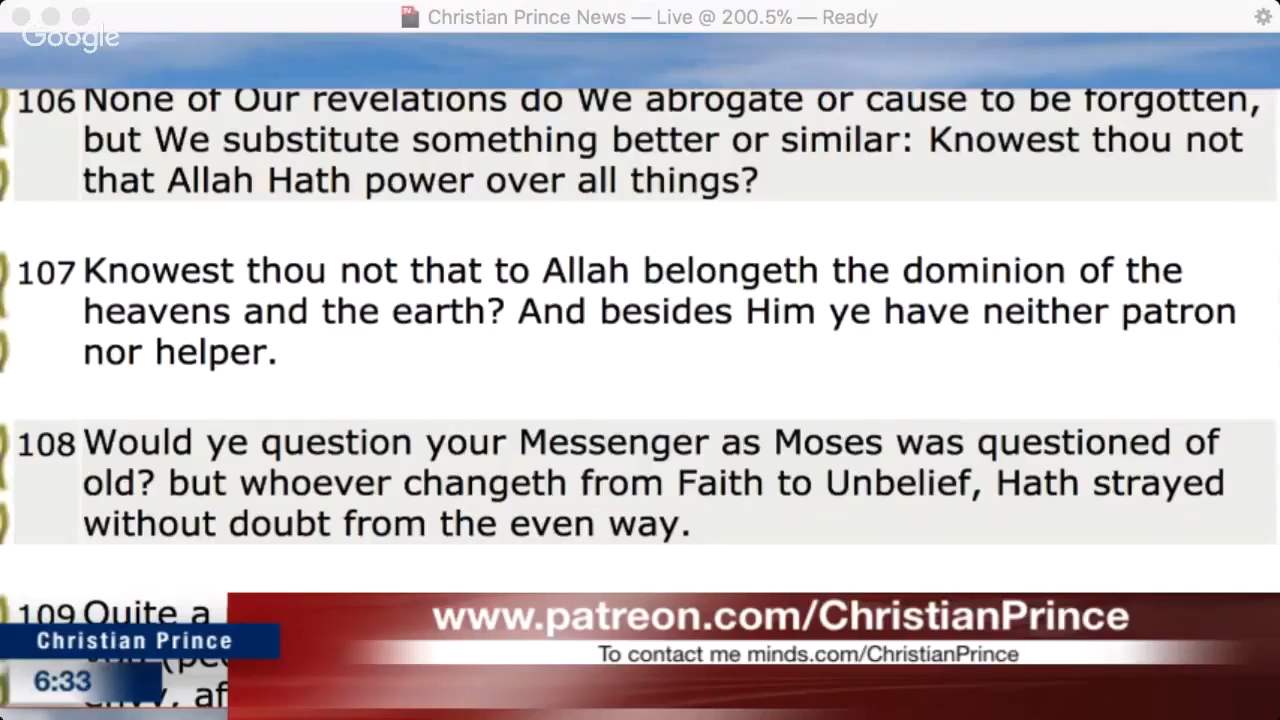 Christian Prince News — Live @ 200.5% — Ready
Google
106 None of Our revelations do We abrogate or cause to be forgotten,
but We substitute something better or similar: Knowest thou not
that Allah Hath power over all things?
107 Knowest thou not that to Allah belongeth the dominion of the
heavens and the earth? And besides Him ye have neither patron
nor helper.
108 Would ye question your Messenger as Moses was questioned of
old? but whoever changeth from Faith to Unbelief, Hath strayed
without doubt from the even way.
109 Quite a
www.patreon.com/ChristianPrince
Christian Prince
To contact me minds.com/ChristianPrince
6:33